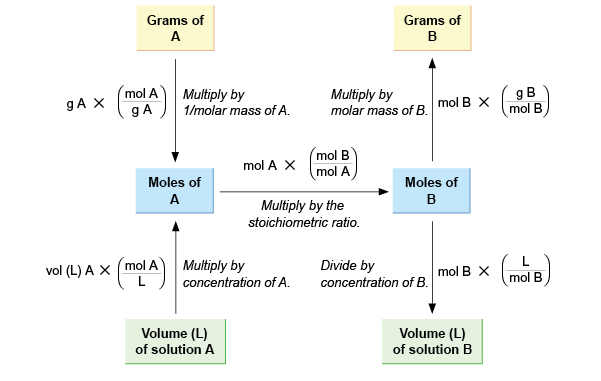 Grams of
A
Grams of
B
g A × (mol A / g A)
Multiply by
1/molar mass of A.
Multiply by
molar mass of B.
mol B × (g B / mol B)
mol A × (mol B / mol A)
Moles of
A
Moles of
B
Multiply by the
stoichiometric ratio.
vol (L) A × (mol A / L)
Multiply by
concentration of A.
Divide by
concentration of B.
mol B × (L / mol B)
Volume (L)
of solution A
Volume (L)
of solution B